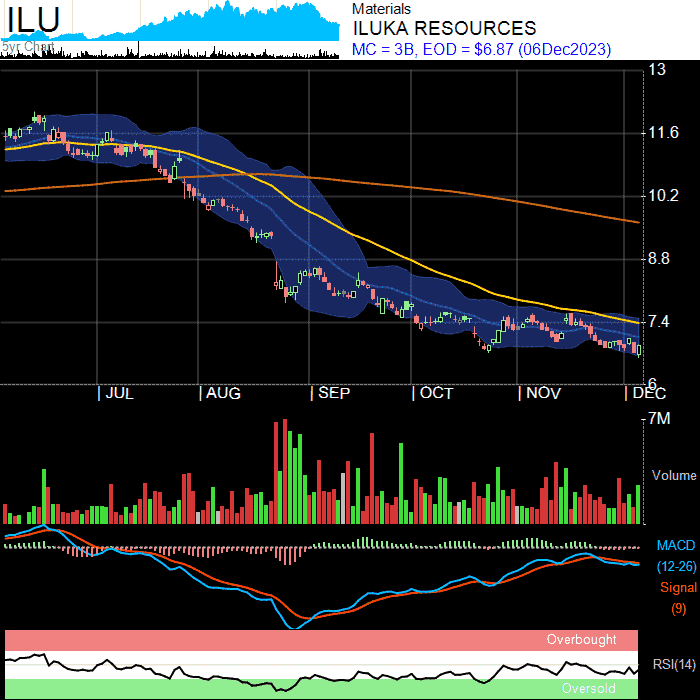 ILU
5yr Chart
Materials
ILUKA RESOURCES
MC = 3B, EOD = $6.87 (06Dec2023)
13
11.6
10.2
8.8
7.4
6
JUL
AUG
SEP
OCT
NOV
DEC
7M
Volume
MACD
(12-26)
Signal
(9)
Overbought
RSI(14)
Oversold